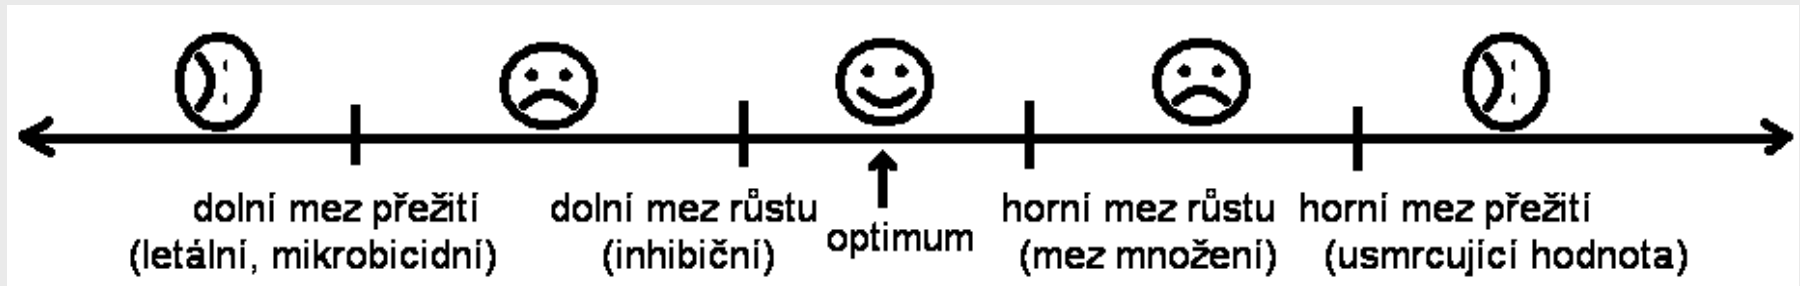 dolní mez přežití
(letální, mikrobicidní)
dolní mez růstu
(inhibiční)
optimum
horní mez růstu
(mez množení)
horní mez přežití
(usmrcující hodnota)